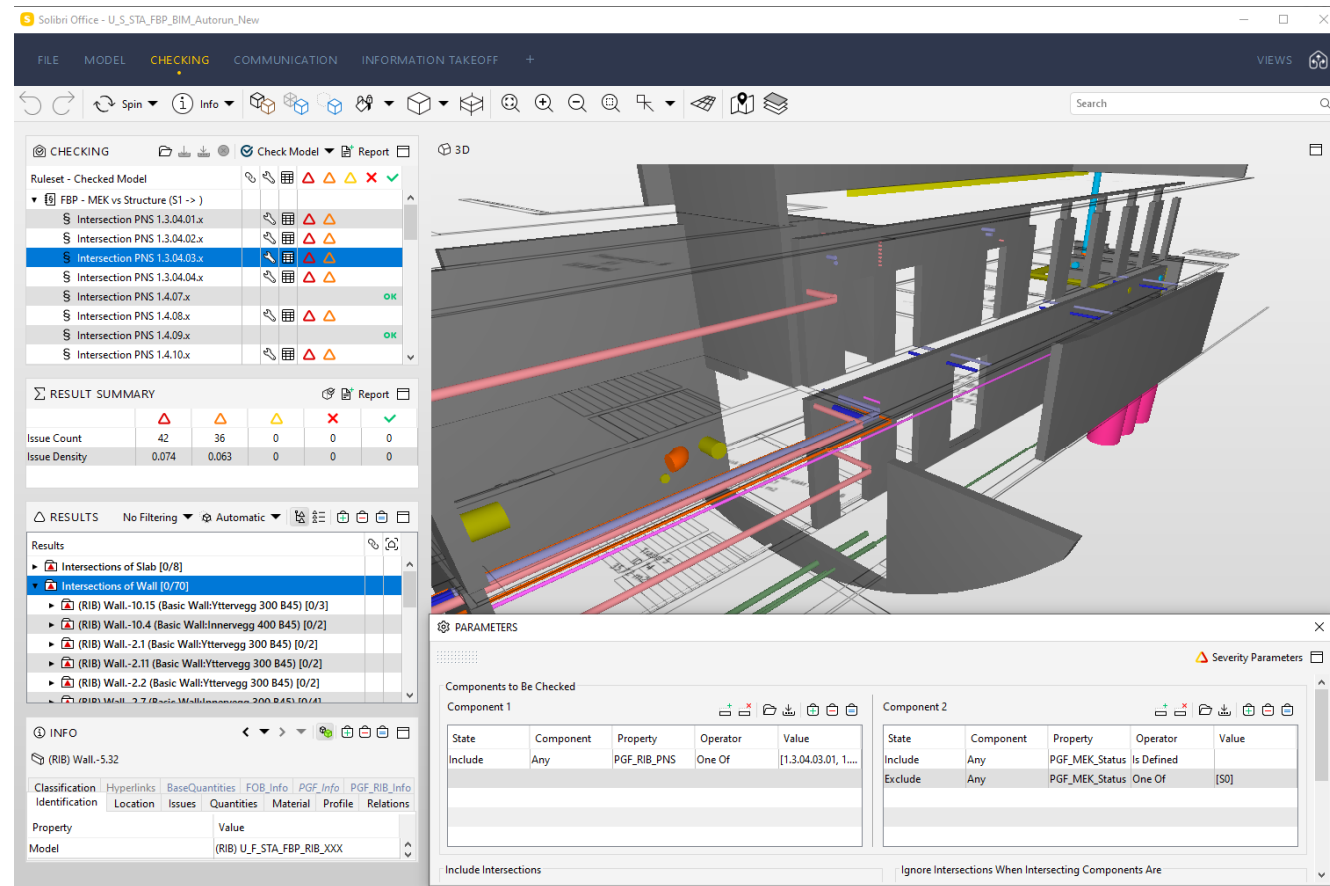 Solibri Office - U_S_STA_FBP_BIM_Autorun_New
FILE MODEL CHECKING COMMUNICATION INFORMATION TAKEOFF + VIEWS
Spin Info Search
CHECKING Check Model Report
3D
Ruleset - Checked Model
FBP - MEK vs Structure (S1 -> )
§ Intersection PNS 1.3.04.01.x
§ Intersection PNS 1.3.04.02.x
§ Intersection PNS 1.3.04.03.x
§ Intersection PNS 1.3.04.04.x
§ Intersection PNS 1.4.07.x OK
§ Intersection PNS 1.4.08.x
§ Intersection PNS 1.4.09.x OK
§ Intersection PNS 1.4.10.x
RESULT SUMMARY Report
Issue Count 42 36 0 0 0
Issue Density 0.074 0.063 0 0 0
RESULTS No Filtering Automatic
Results
Intersections of Slab [0/8]
Intersections of Wall [0/70]
(RIB) Wall.-10.15 (Basic Wall:Yttervegg 300 B45) [0/3]
(RIB) Wall.-10.4 (Basic Wall:Innervegg 400 B45) [0/2]
(RIB) Wall.-2.1 (Basic Wall:Yttervegg 300 B45) [0/2]
(RIB) Wall.-2.11 (Basic Wall:Yttervegg 300 B45) [0/2]
(RIB) Wall.-2.2 (Basic Wall:Yttervegg 300 B45) [0/2]
(RIB) Wall.-2.7 (Basic Wall:Innervegg 300 B45) [0/4]
INFO
(RIB) Wall.-5.32
Classification Hyperlinks BaseQuantities FOB_Info PGF_Info PGF_RIB_Info
Identification Location Issues Quantities Material Profile Relations
Property Value
Model (RIB) U_F_STA_FBP_RIB_XXX
PARAMETERS
Severity Parameters
Components to Be Checked
Component 1
State Component Property Operator Value
Include Any PGF_RIB_PNS One Of [1.3.04.03.01, 1....
Component 2
State Component Property Operator Value
Include Any PGF_MEK_Status Is Defined
Exclude Any PGF_MEK_Status One Of [S0]
Include Intersections
Ignore Intersections When Intersecting Components Are